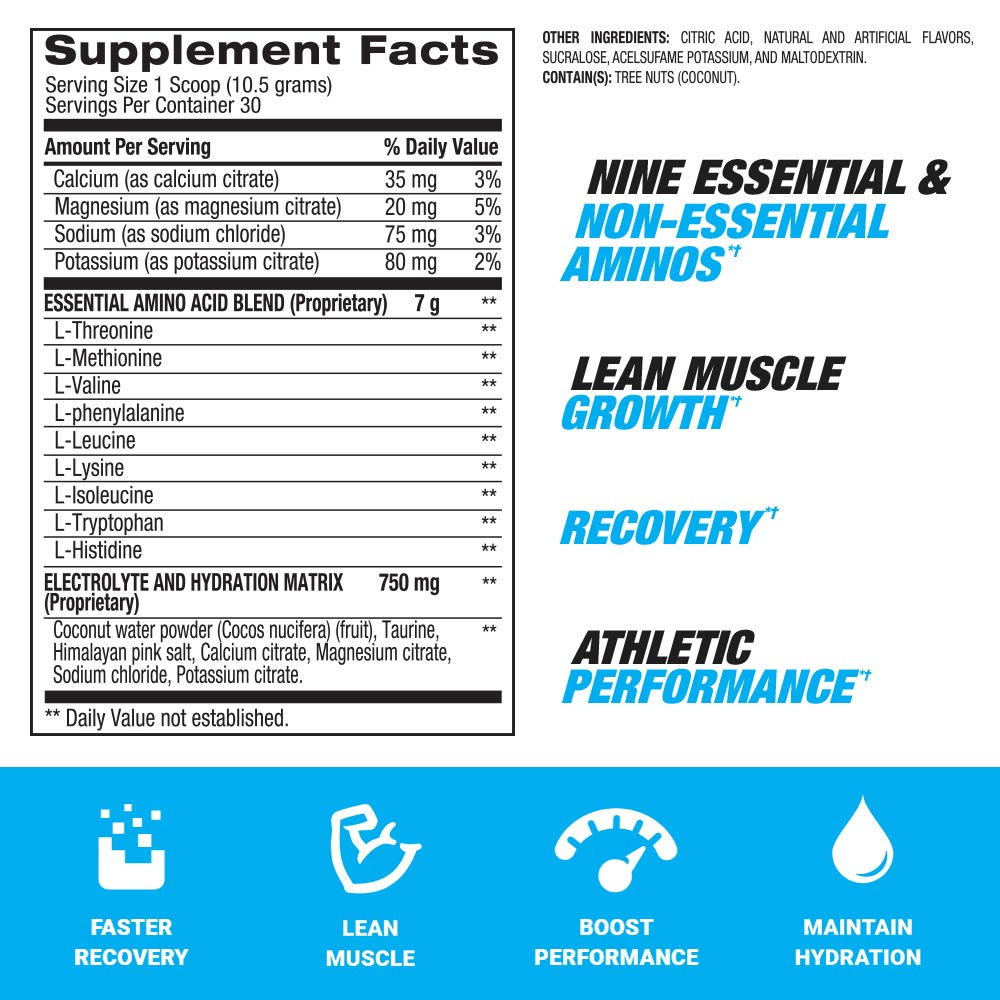 Supplement Facts
Serving Size 1 Scoop (10.5 grams)
Servings Per Container 30
Amount Per Serving % Daily Value
Calcium (as calcium citrate) 35 mg 3%
Magnesium (as magnesium citrate) 20 mg 5%
Sodium (as sodium chloride) 75 mg 3%
Potassium (as potassium citrate) 80 mg 2%
ESSENTIAL AMINO ACID BLEND (Proprietary) 7 g **
L-Threonine **
L-Methionine **
L-Valine **
L-phenylalanine **
L-Leucine **
L-Lysine **
L-Isoleucine **
L-Tryptophan **
L-Histidine **
ELECTROLYTE AND HYDRATION MATRIX 750 mg **
(Proprietary)
Coconut water powder (Cocos nucifera) (fruit), Taurine, **
Himalayan pink salt, Calcium citrate, Magnesium citrate,
Sodium chloride, Potassium citrate.
** Daily Value not established.
OTHER INGREDIENTS: CITRIC ACID, NATURAL AND ARTIFICIAL FLAVORS,
SUCRALOSE, ACELSUFAME POTASSIUM, AND MALTODEXTRIN.
CONTAIN(S): TREE NUTS (COCONUT).
NINE ESSENTIAL &
NON-ESSENTIAL
AMINOS*†
LEAN MUSCLE
GROWTH*†
RECOVERY*†
ATHLETIC
PERFORMANCE*†
FASTER
RECOVERY
LEAN
MUSCLE
BOOST
PERFORMANCE
MAINTAIN
HYDRATION